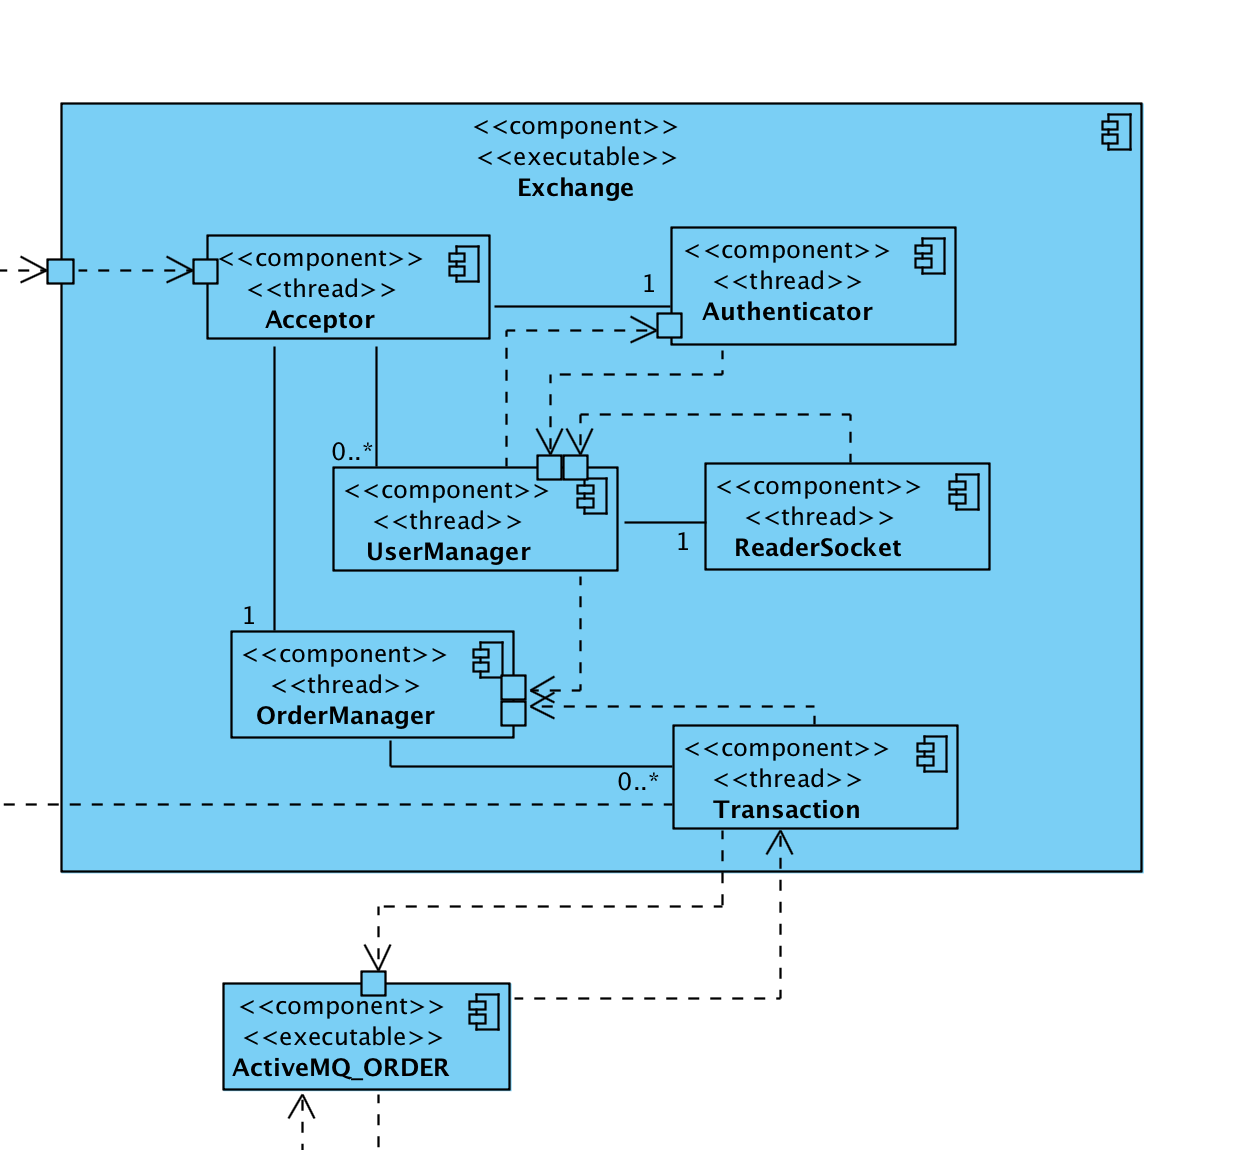 <<component>>
<<executable>>
Exchange
<<component>>
<<thread>>
Acceptor
<<component>>
<<thread>>
Authenticator
1
0..*
<<component>>
<<thread>>
UserManager
1
<<component>>
<<thread>>
ReaderSocket
1
<<component>>
<<thread>>
OrderManager
0..*
<<component>>
<<thread>>
Transaction
<<component>>
<<executable>>
ActiveMQ_ORDER